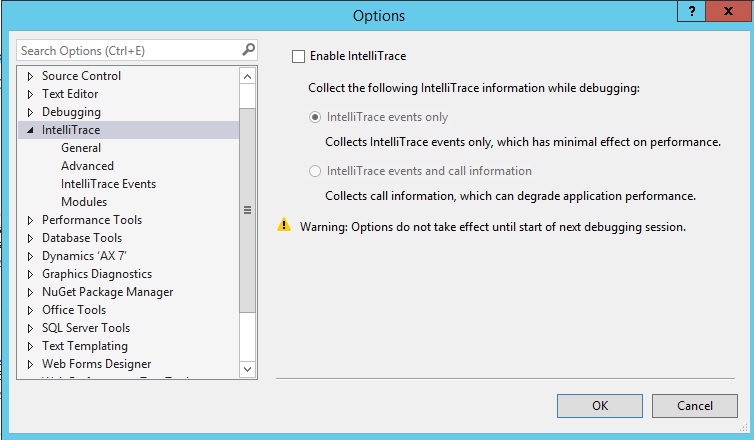 Options
?
x
Search Options (Ctrl+E)
Source Control
Text Editor
Debugging
IntelliTrace
General
Advanced
IntelliTrace Events
Modules
Performance Tools
Database Tools
Dynamics 'AX 7'
Graphics Diagnostics
NuGet Package Manager
Office Tools
SQL Server Tools
Text Templating
Web Forms Designer
Enable IntelliTrace
Collect the following IntelliTrace information while debugging:
IntelliTrace events only
Collects IntelliTrace events only, which has minimal effect on performance.
IntelliTrace events and call information
Collects call information, which can degrade application performance.
Warning: Options do not take effect until start of next debugging session.
OK
Cancel